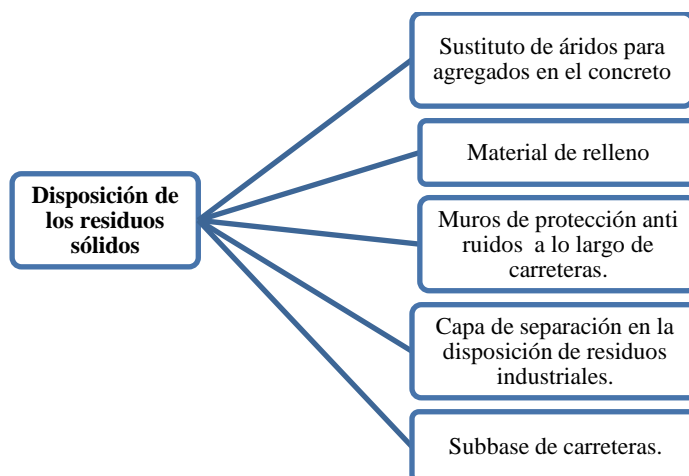 Disposición de
los residuos
sólidos
Sustituto de áridos para
agregados en el concreto
Material de relleno
Muros de protección anti
ruidos a lo largo de
carreteras.
Capa de separación en la
disposición de residuos
industriales.
Subbase de carreteras.